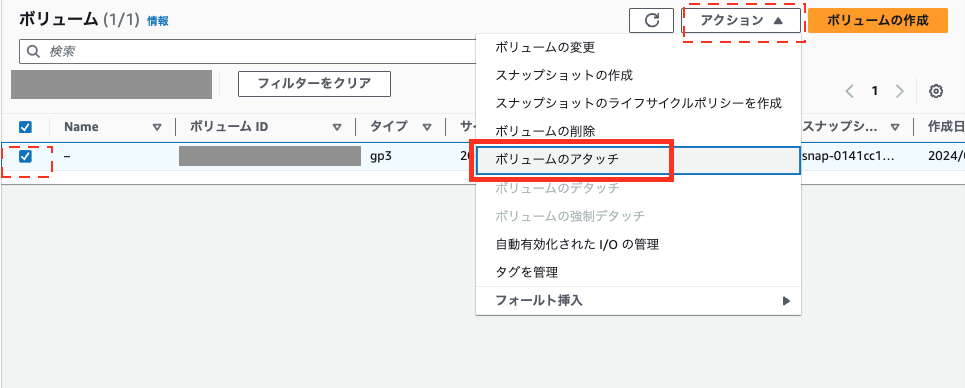 ボリューム (1/1) 情報
アクション ▲
ボリュームの作成
検索
フィルターをクリア
1
Name
ボリューム ID
タイプ
サイ
スナップシ...
作成日
–
gp3
20
snap-0141cc1...
2024/0
ボリュームの変更
スナップショットの作成
スナップショットのライフサイクルポリシーを作成
ボリュームの削除
ボリュームのアタッチ
ボリュームのデタッチ
ボリュームの強制デタッチ
自動有効化された I/O の管理
タグを管理
フォールト挿入